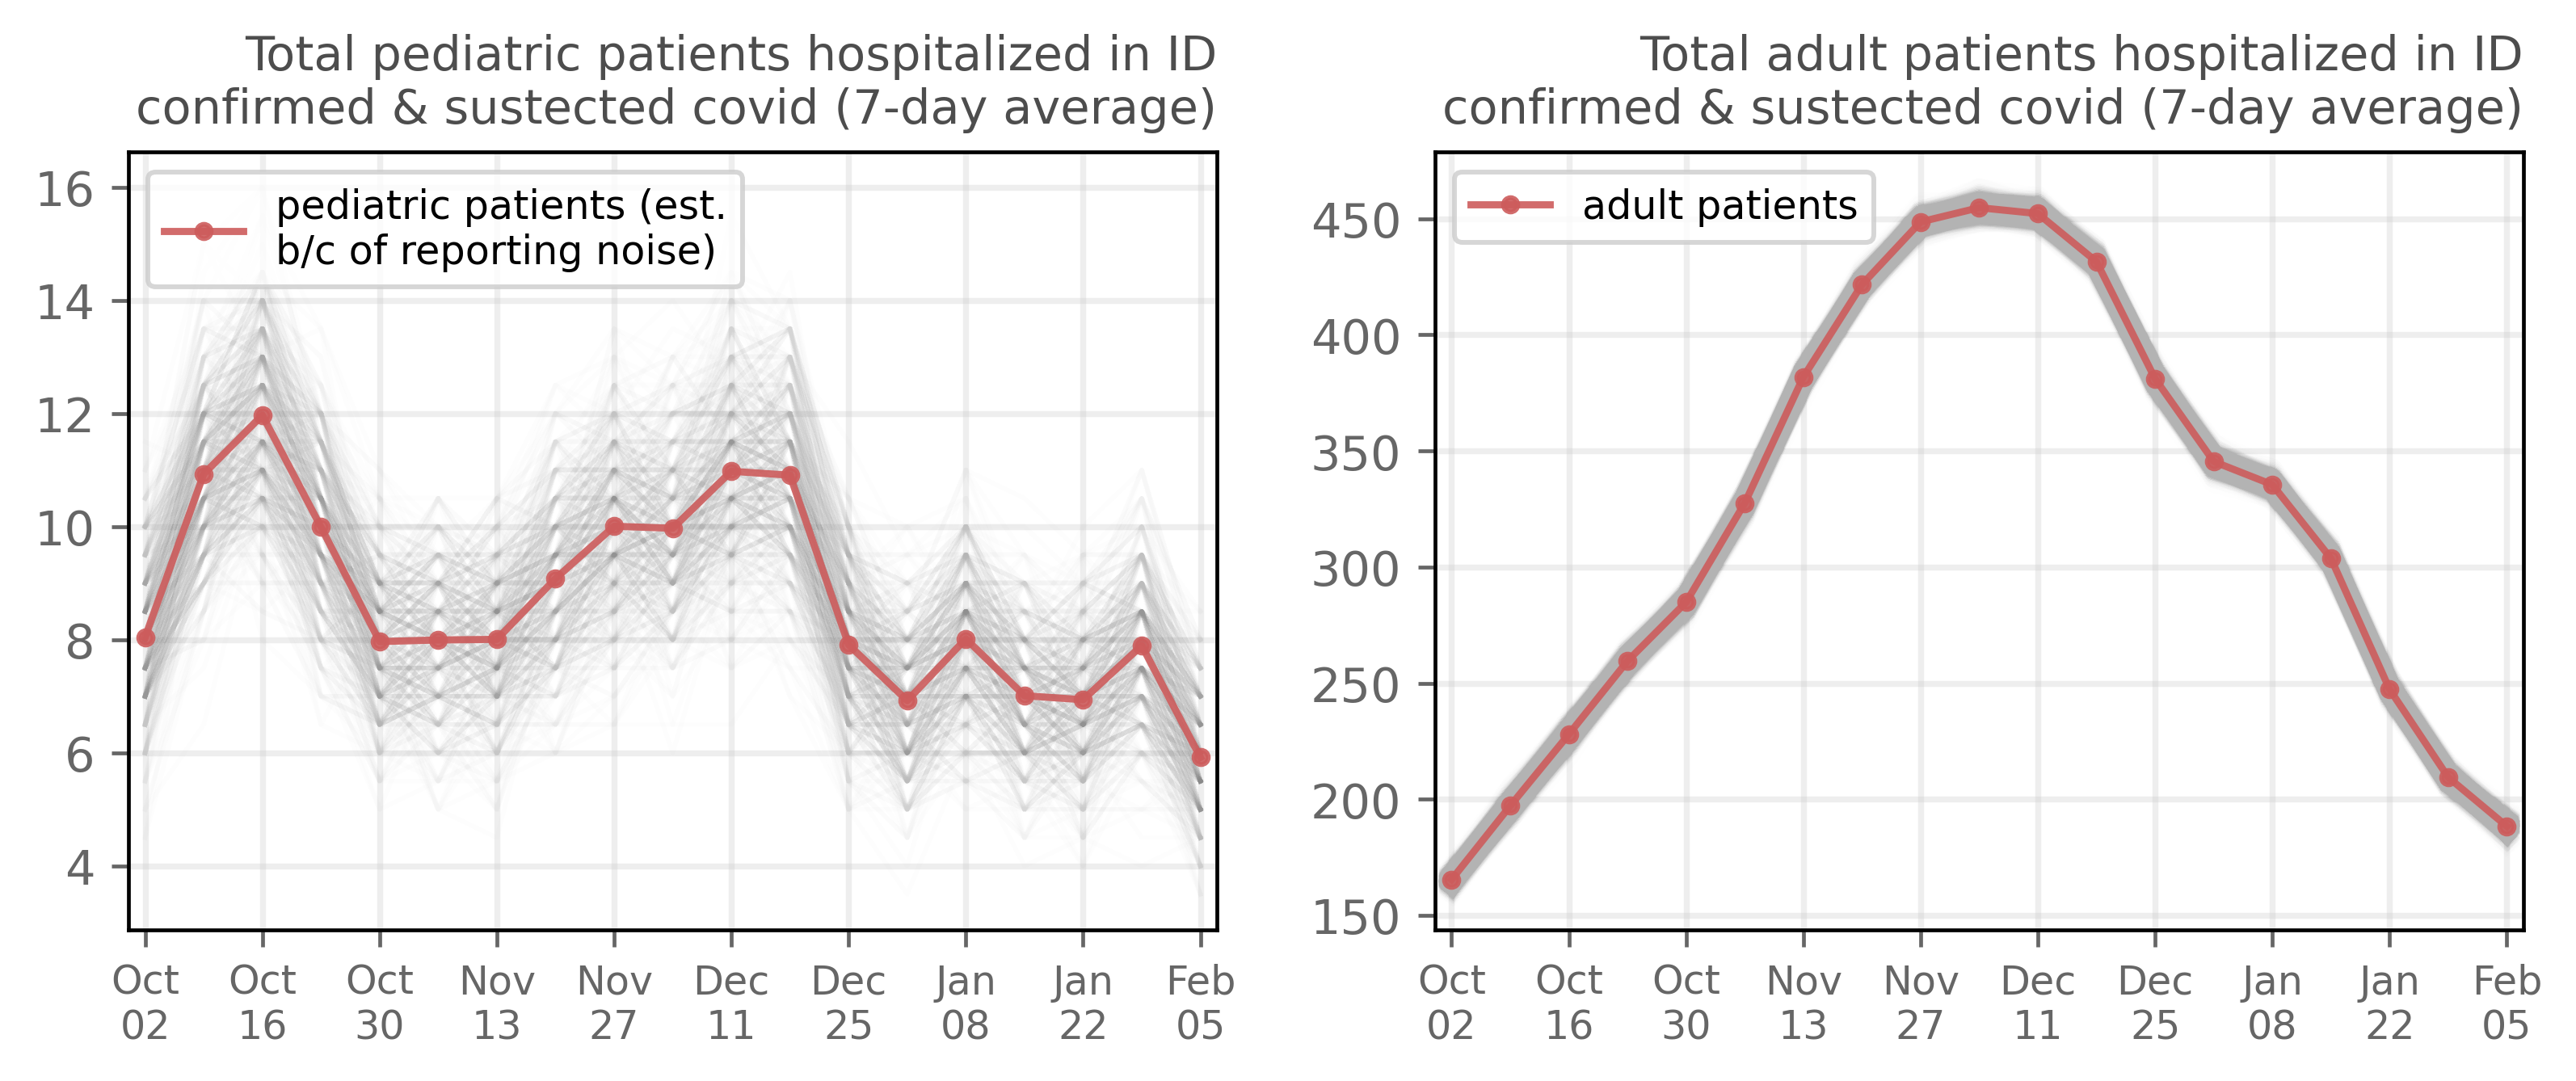 Total pediatric patients hospitalized in ID
confirmed & sustected covid (7-day average)
16
14
12
10
8
6
4
pediatric patients (est.
b/c of reporting noise)
Oct Oct Oct Nov Nov Dec Dec Jan Jan Feb
02 16 30 13 27 11 25 08 22 05
Total adult patients hospitalized in ID
confirmed & sustected covid (7-day average)
450
400
350
300
250
200
150
adult patients
Oct Oct Oct Nov Nov Dec Dec Jan Jan Feb
02 16 30 13 27 11 25 08 22 05